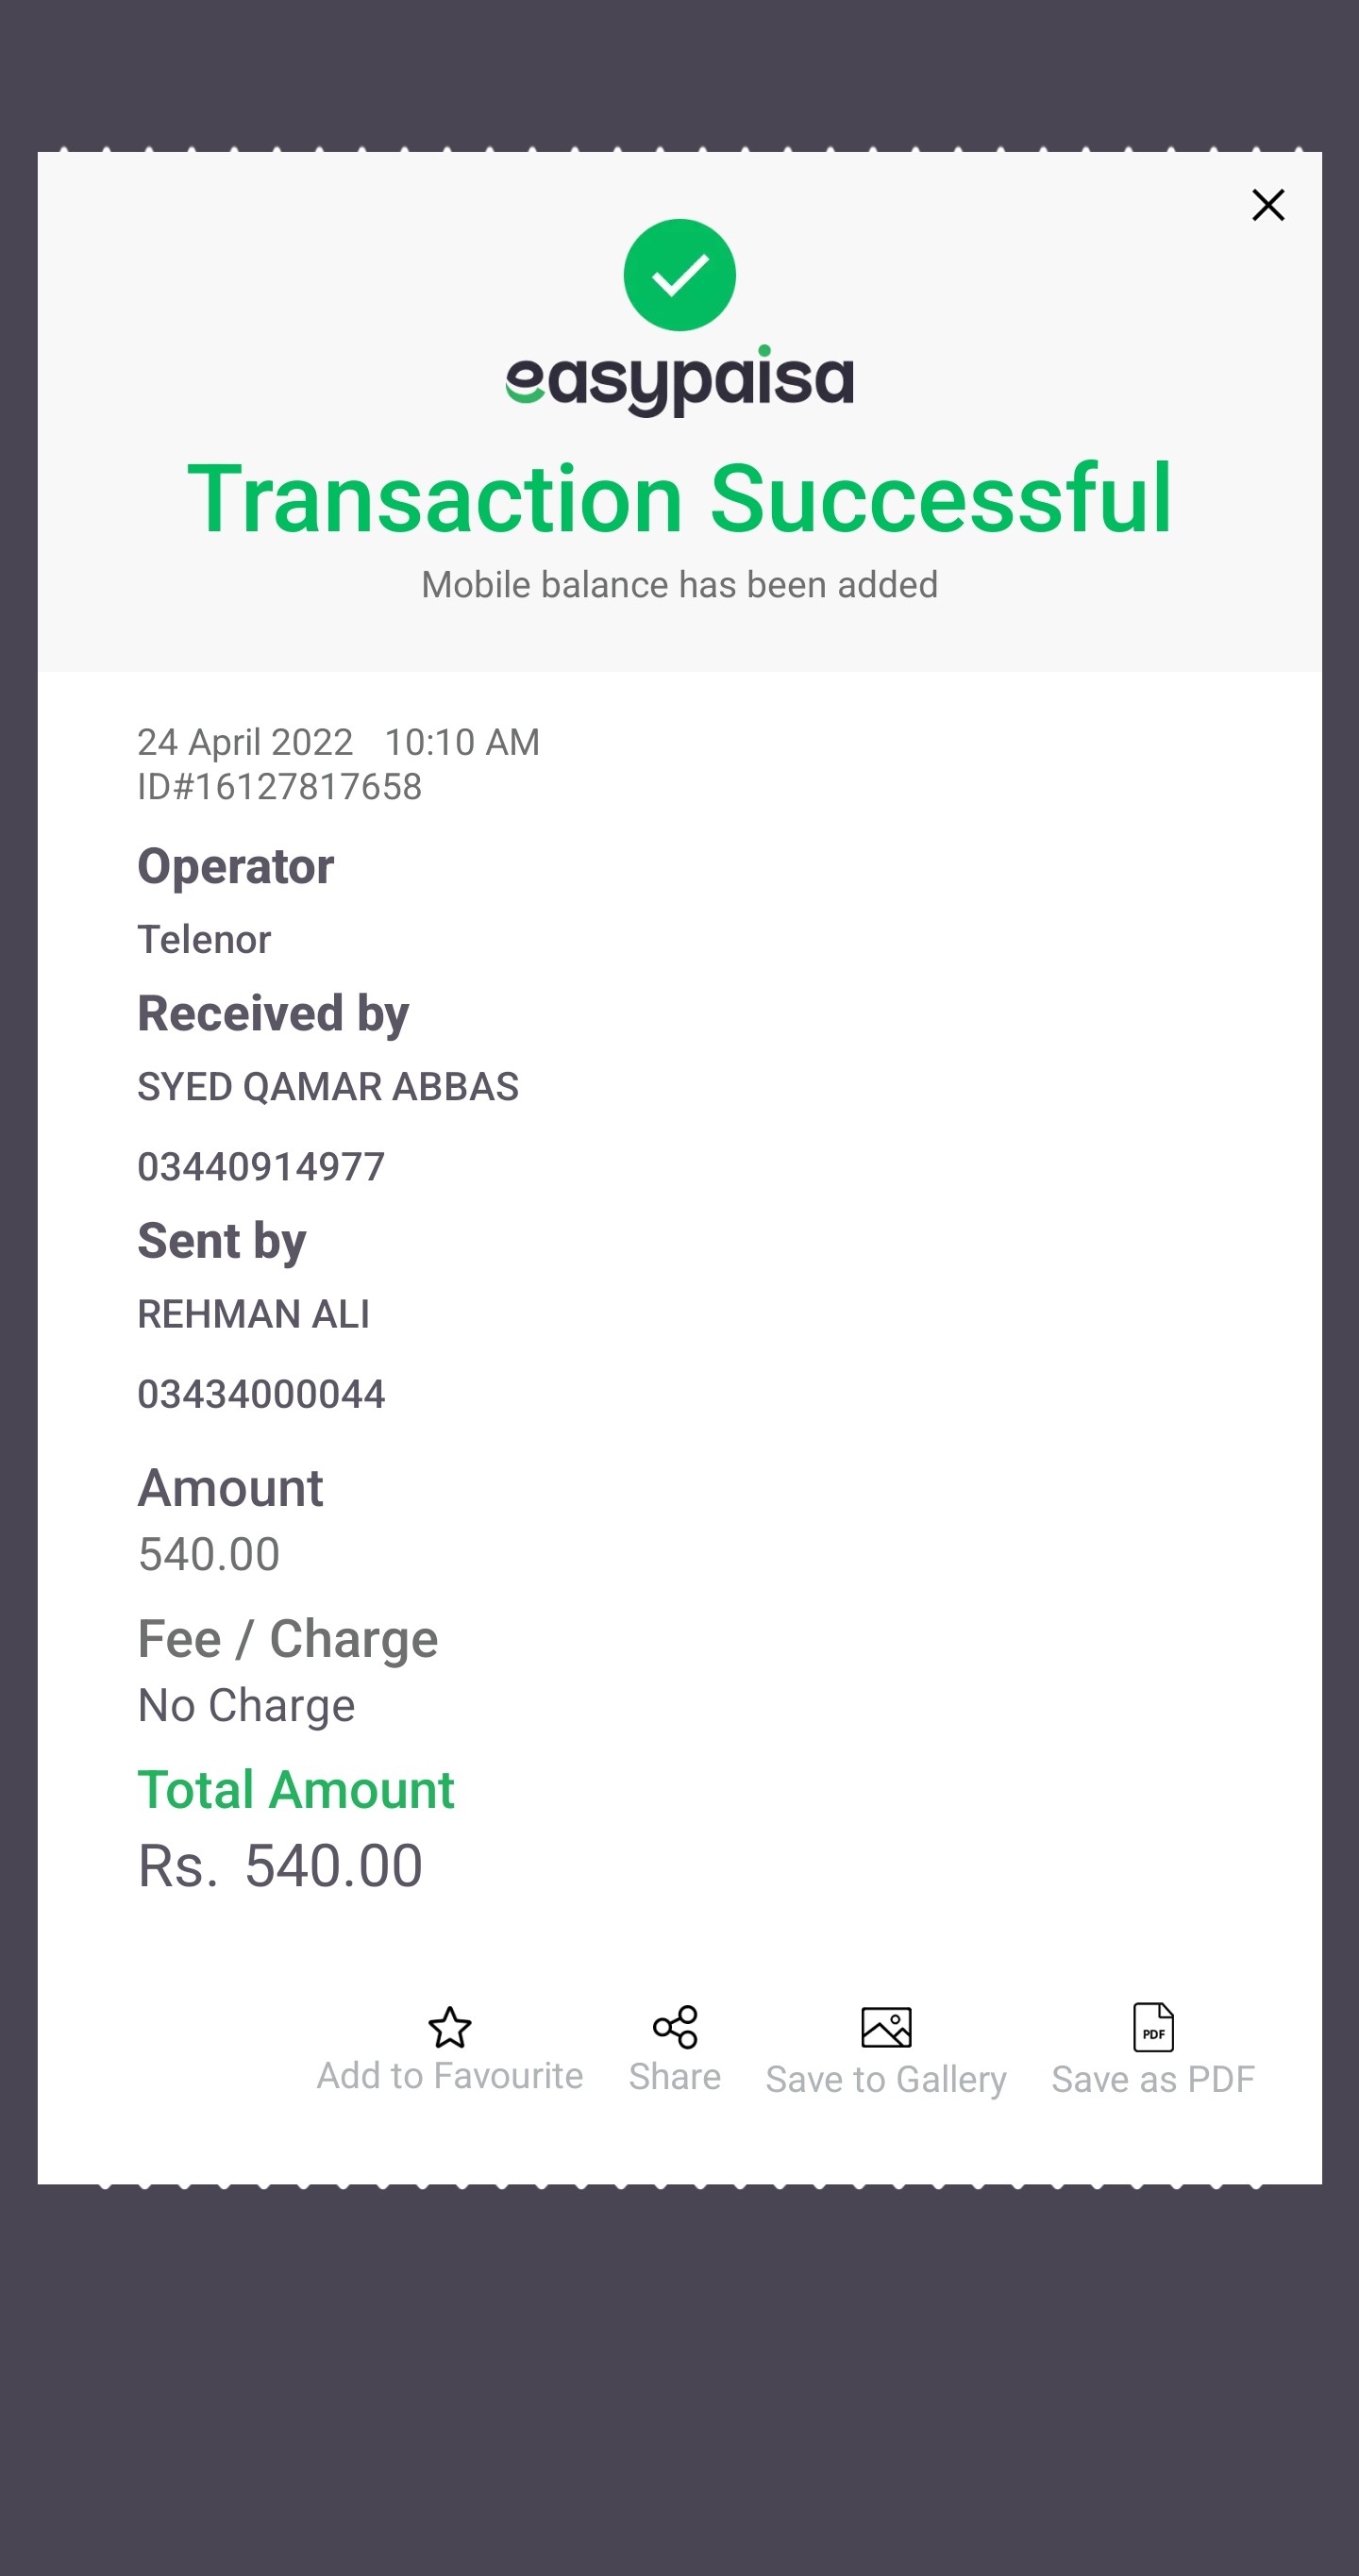 easypaisa
Transaction Successful
Mobile balance has been added
24 April 2022 10:10 AM
ID#16127817658
Operator
Telenor
Received by
SYED QAMAR ABBAS
03440914977
Sent by
REHMAN ALI
03434000044
Amount
540.00
Fee / Charge
No Charge
Total Amount
Rs. 540.00
PDF
Add to Favourite Share Save to Gallery Save as PDF